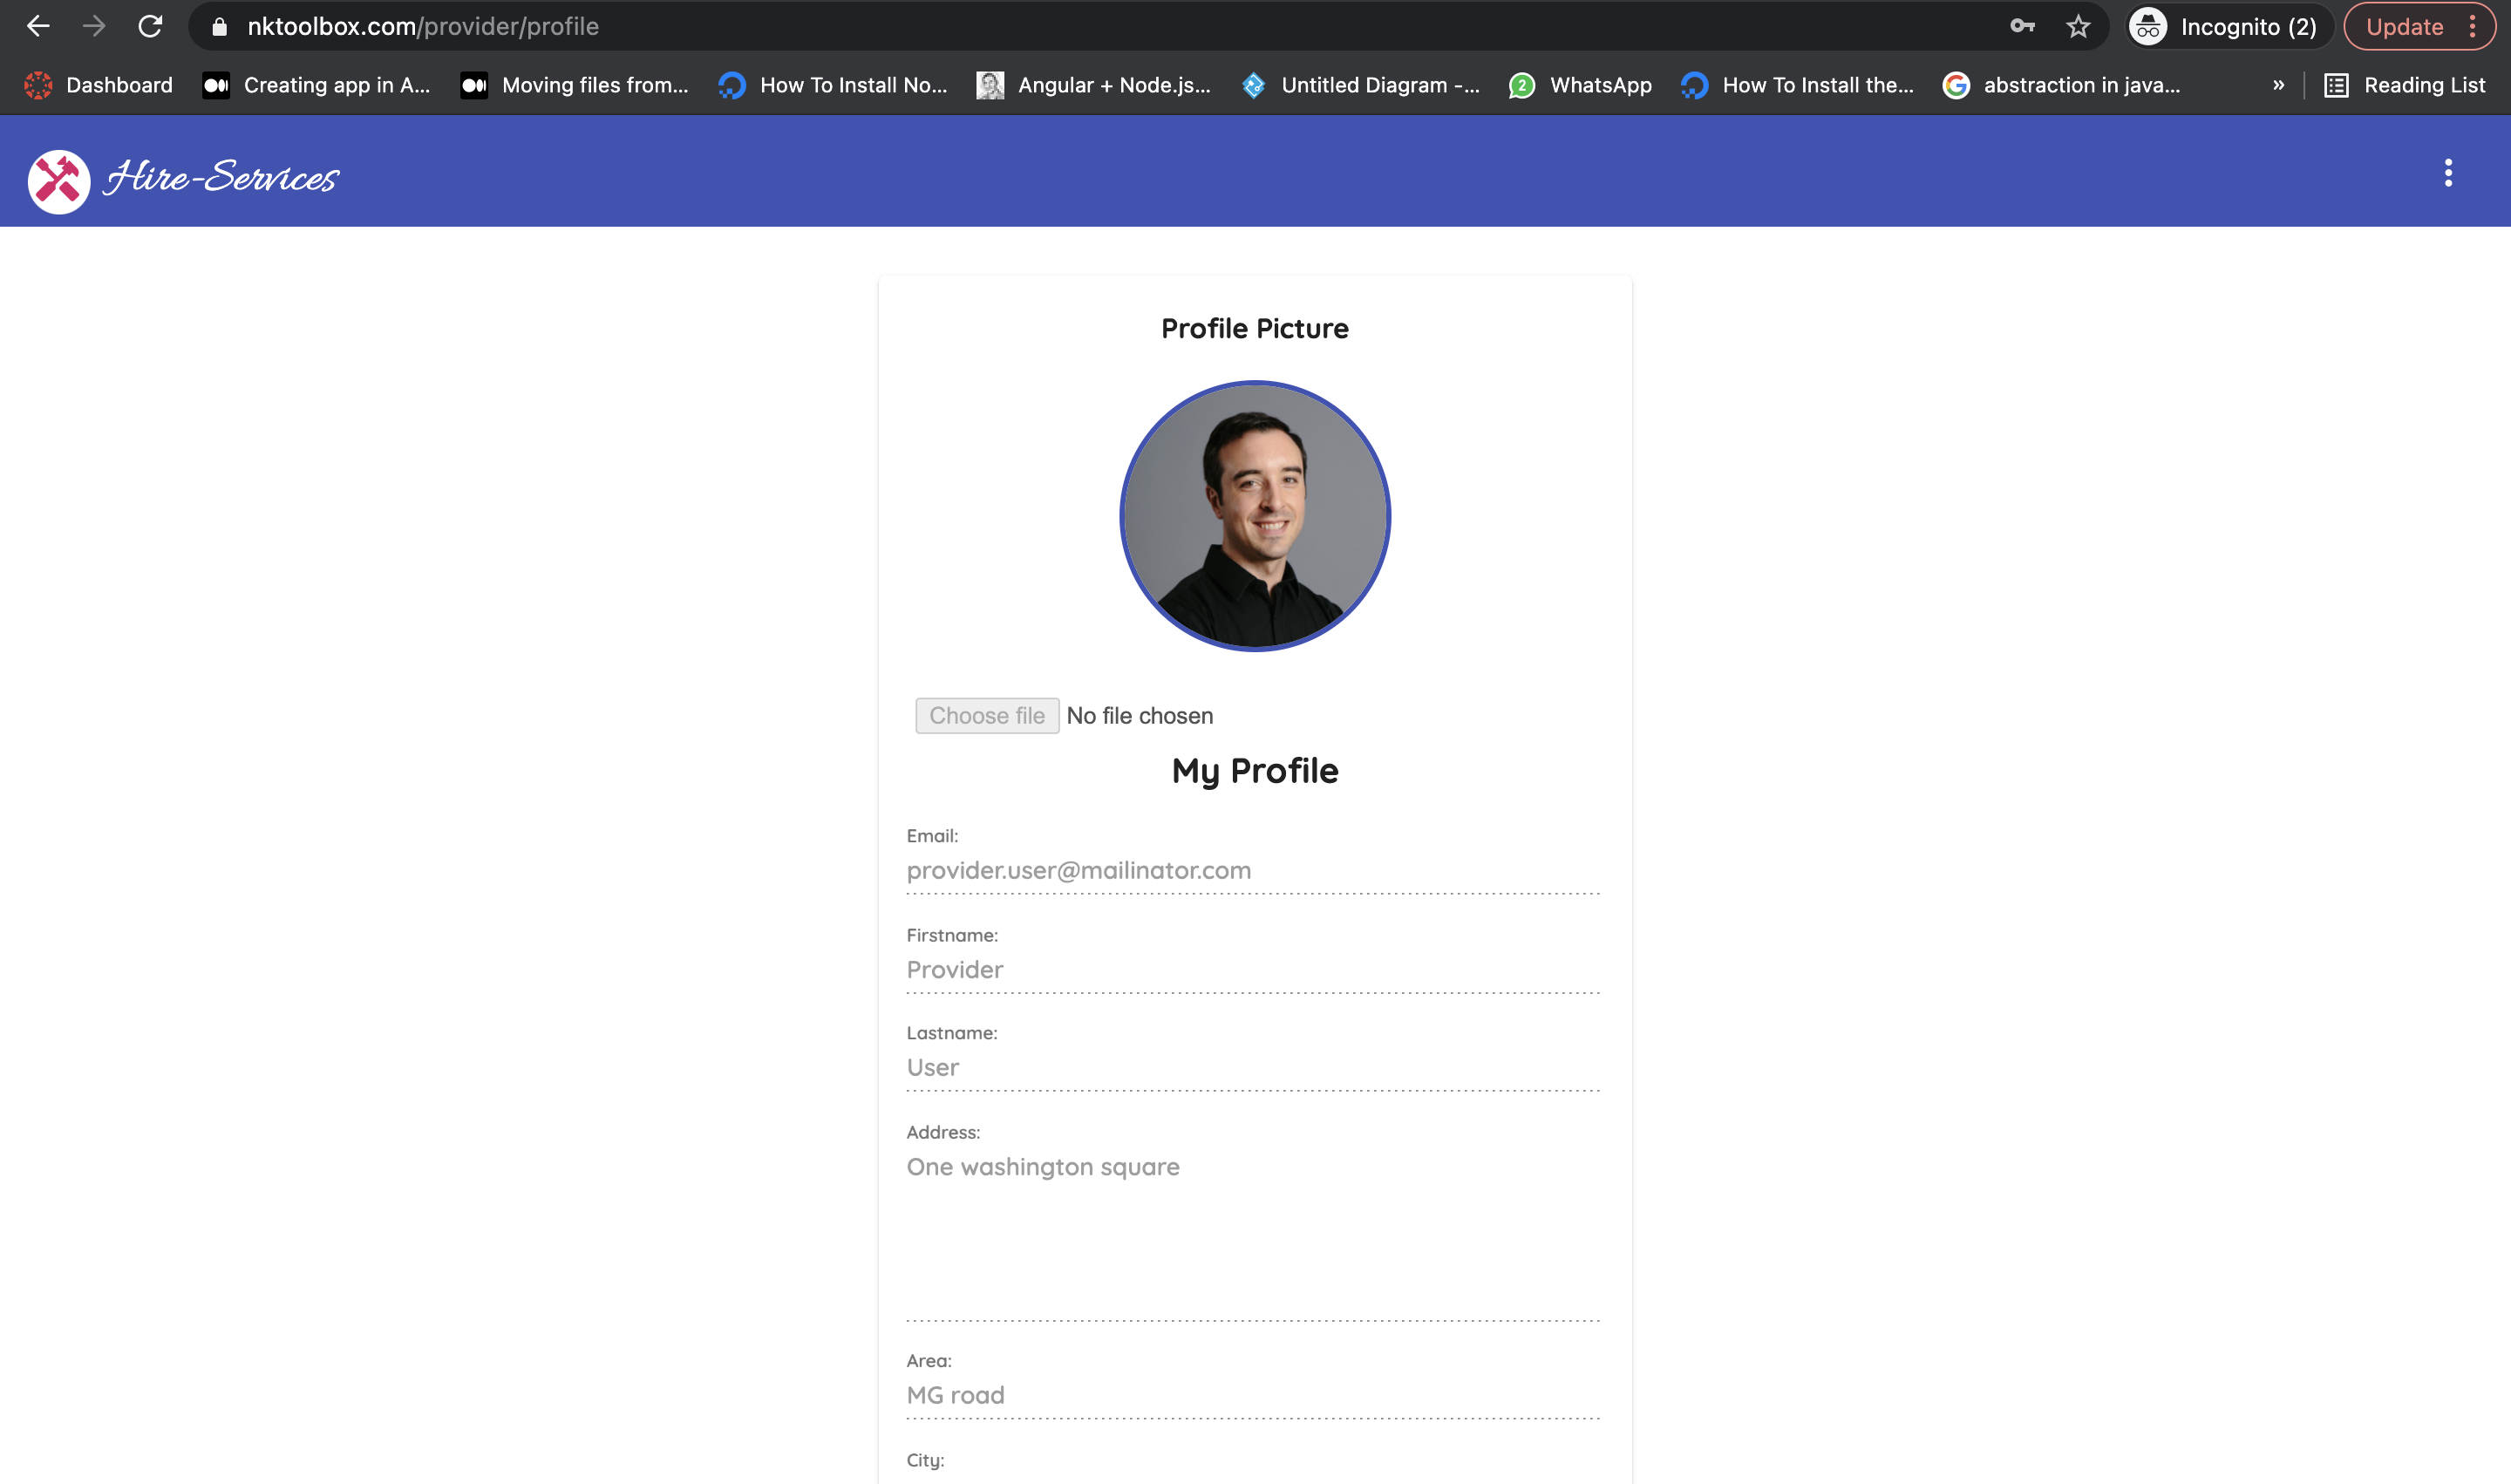 nktoolbox.com/provider/profile Incognito (2) Update
Dashboard Creating app in A... Moving files from... How To Install No... Angular + Node.js... Untitled Diagram -... 2 WhatsApp How To Install the... abstraction in java... » Reading List
Hire-Services
Profile Picture
Choose file No file chosen
My Profile
Email:
provider.user@mailinator.com
Firstname:
Provider
Lastname:
User
Address:
One washington square
Area:
MG road
City: